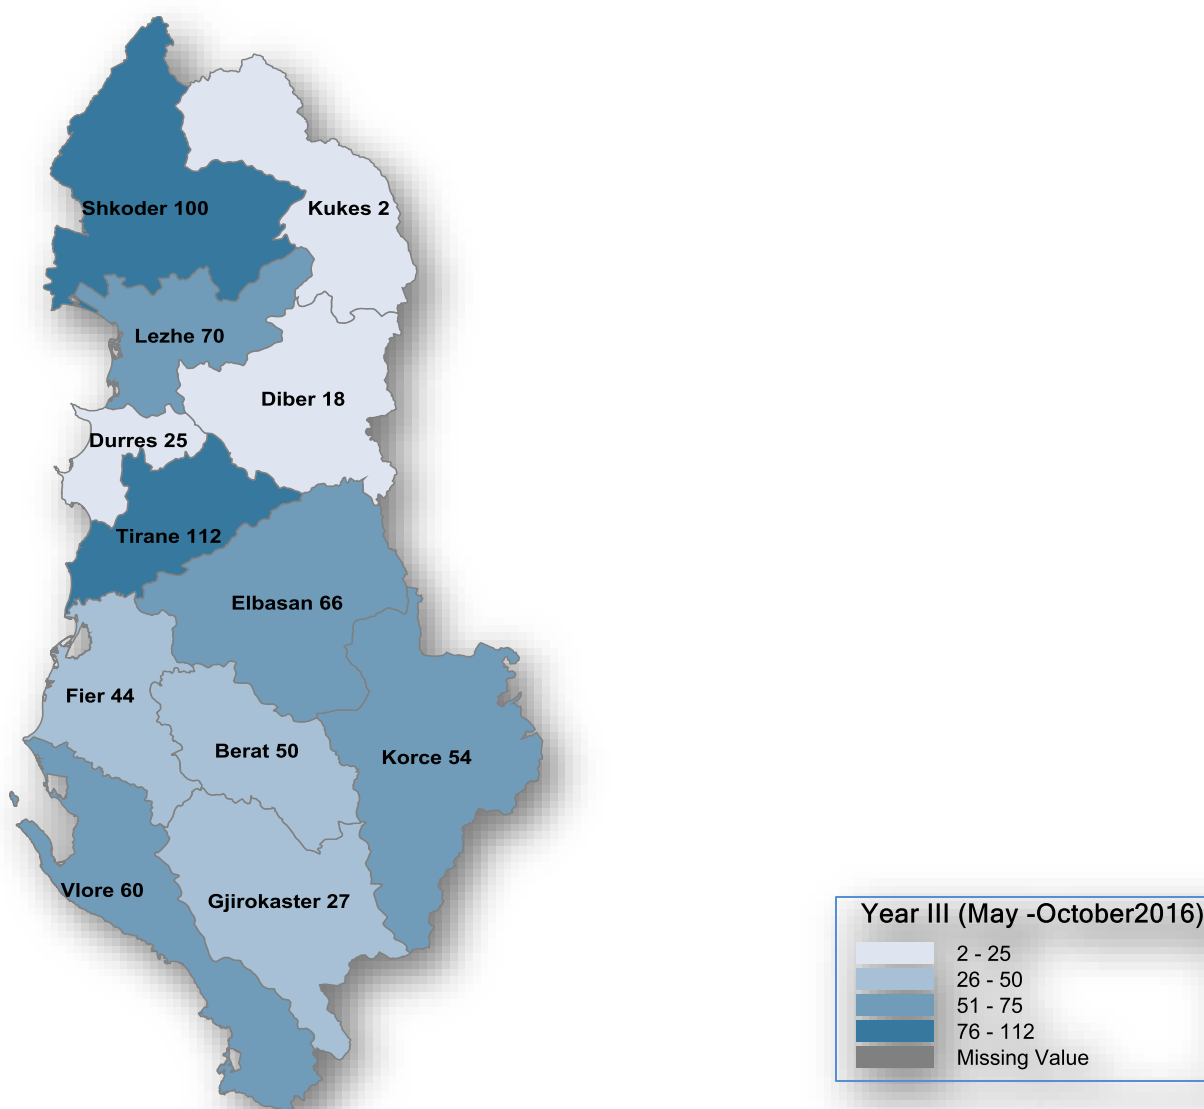 Shkoder 100
Kukes 2
Lezhe 70
Diber 18
Durres 25
Tirane 112
Elbasan 66
Fier 44
Berat 50
Korce 54
Vlore 60
Gjirokaster 27
Year III (May -October2016)
2 - 25
26 - 50
51 - 75
76 - 112
Missing Value